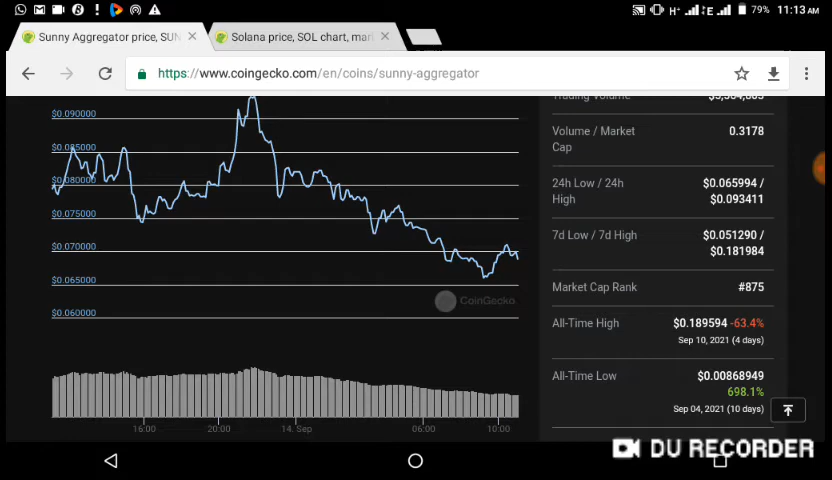 H+ E 79% 11:13 AM
Sunny Aggregator price, SUN
Solana price, SOL chart, mar
https://www.coingecko.com/en/coins/sunny-aggregator
$0.090000
$0.085000
$0.080000
$0.075000
$0.070000
$0.065000
$0.060000
CoinGecko
16:00 20:00 14. Sep 06:00 10:00
Trading Volume
Volume / Market Cap 0.3178
24h Low / 24h $0.065994 /
High $0.093411
7d Low / 7d High $0.051290 /
$0.181984
Market Cap Rank #875
All-Time High $0.189594 -63.4%
Sep 10, 2021 (4 days)
All-Time Low $0.00868949
698.1%
Sep 04, 2021 (10 days)
DU RECORDER